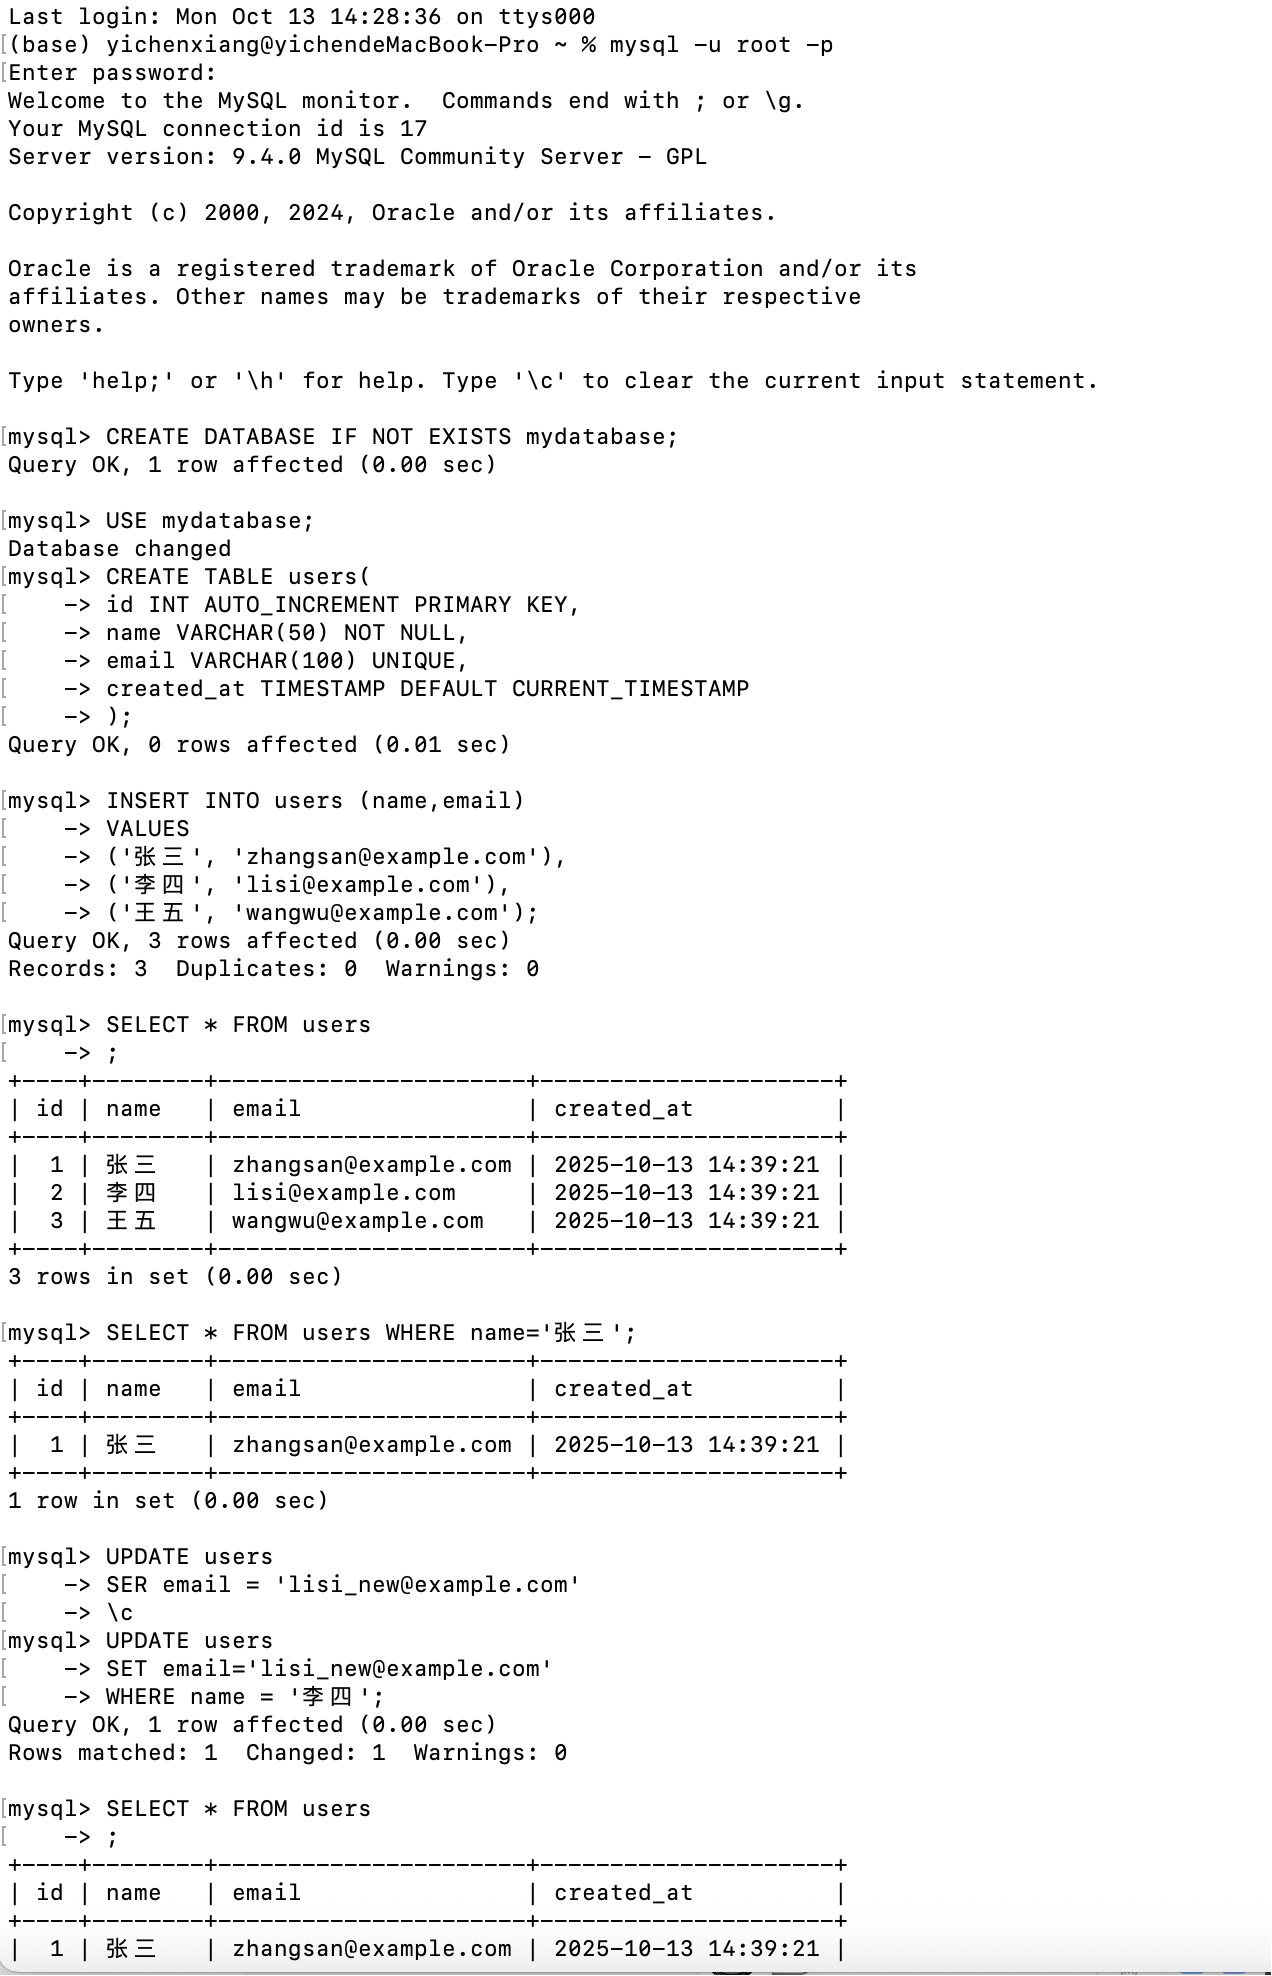 Last login: Mon Oct 13 14:28:36 on ttys000
(base) yichenxiang@yichendeMacBook-Pro ~ % mysql -u root -p
Enter password:
Welcome to the MySQL monitor.  Commands end with ; or \g.
Your MySQL connection id is 17
Server version: 9.4.0 MySQL Community Server - GPL

Copyright (c) 2000, 2024, Oracle and/or its affiliates.

Oracle is a registered trademark of Oracle Corporation and/or its
affiliates. Other names may be trademarks of their respective
owners.

Type 'help;' or '\h' for help. Type '\c' to clear the current input statement.

mysql> CREATE DATABASE IF NOT EXISTS mydatabase;
Query OK, 1 row affected (0.00 sec)

mysql> USE mydatabase;
Database changed
mysql> CREATE TABLE users(
    -> id INT AUTO_INCREMENT PRIMARY KEY,
    -> name VARCHAR(50) NOT NULL,
    -> email VARCHAR(100) UNIQUE,
    -> created_at TIMESTAMP DEFAULT CURRENT_TIMESTAMP
    -> );
Query OK, 0 rows affected (0.01 sec)

mysql> INSERT INTO users (name,email)
    -> VALUES
    -> ('张三', 'zhangsan@example.com'),
    -> ('李四', 'lisi@example.com'),
    -> ('王五', 'wangwu@example.com');
Query OK, 3 rows affected (0.00 sec)
Records: 3  Duplicates: 0  Warnings: 0

mysql> SELECT * FROM users
    -> ;
+----+--------+----------------------+---------------------+
| id | name   | email                | created_at          |
+----+--------+----------------------+---------------------+
|  1 | 张三   | zhangsan@example.com | 2025-10-13 14:39:21 |
|  2 | 李四   | lisi@example.com     | 2025-10-13 14:39:21 |
|  3 | 王五   | wangwu@example.com   | 2025-10-13 14:39:21 |
+----+--------+----------------------+---------------------+
3 rows in set (0.00 sec)

mysql> SELECT * FROM users WHERE name='张三';
+----+--------+----------------------+---------------------+
| id | name   | email                | created_at          |
+----+--------+----------------------+---------------------+
|  1 | 张三   | zhangsan@example.com | 2025-10-13 14:39:21 |
+----+--------+----------------------+---------------------+
1 row in set (0.00 sec)

mysql> UPDATE users
    -> SER email = 'lisi_new@example.com'
    -> \c
mysql> UPDATE users
    -> SET email='lisi_new@example.com'
    -> WHERE name = '李四';
Query OK, 1 row affected (0.00 sec)
Rows matched: 1  Changed: 1  Warnings: 0

mysql> SELECT * FROM users
    -> ;
+----+--------+----------------------+---------------------+
| id | name   | email                | created_at          |
+----+--------+----------------------+---------------------+
|  1 | 张三   | zhangsan@example.com | 2025-10-13 14:39:21 |